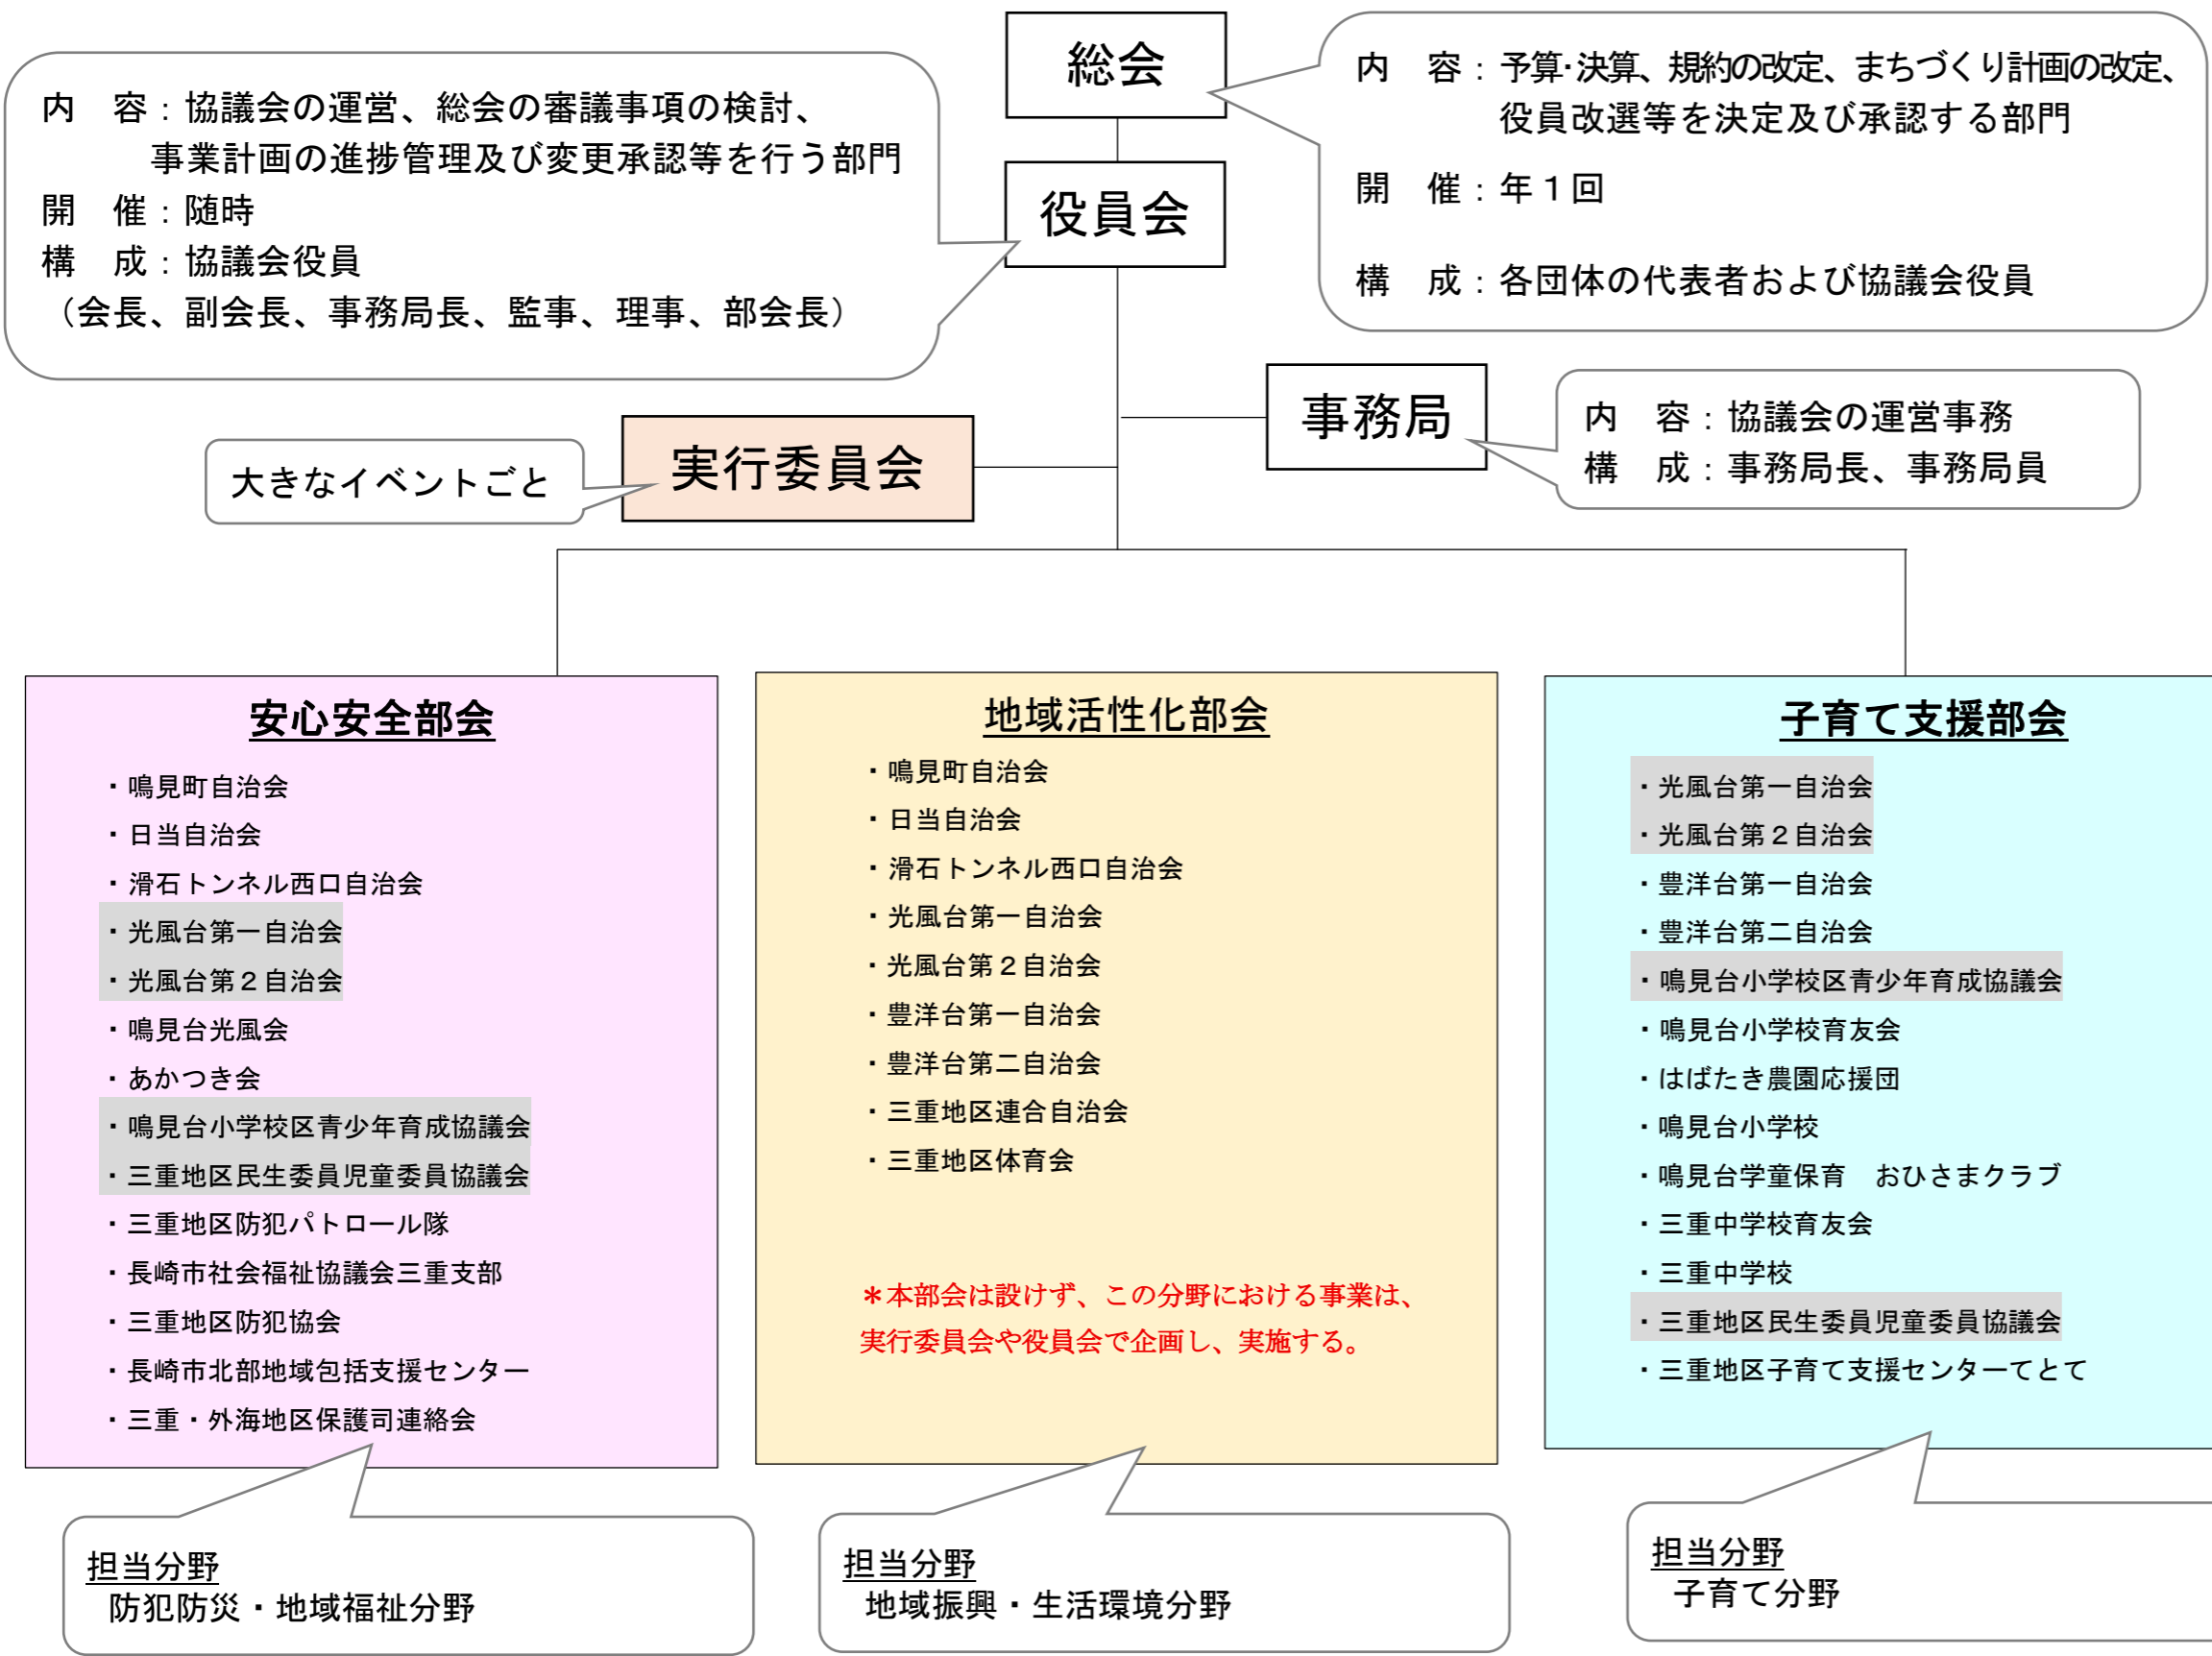 総会
内　容：予算・決算、規約の改定、まちづくり計画の改定、
役員改選等を決定及び承認する部門
開　催：年１回
構　成：各団体の代表者および協議会役員
内　容：協議会の運営、総会の審議事項の検討、
事業計画の進捗管理及び変更承認等を行う部門
開　催：随時
構　成：協議会役員
（会長、副会長、事務局長、監事、理事、部会長）
役員会
事務局
内　容：協議会の運営事務
構　成：事務局長、事務局員
大きなイベントごと
実行委員会
安心安全部会
・鳴見町自治会
・日当自治会
・滑石トンネル西口自治会
・光風台第一自治会
・光風台第２自治会
・鳴見台光風会
・あかつき会
・鳴見台小学校区青少年育成協議会
・三重地区民生委員児童委員協議会
・三重地区防犯パトロール隊
・長崎市社会福祉協議会三重支部
・三重地区防犯協会
・長崎市北部地域包括支援センター
・三重・外海地区保護司連絡会
担当分野
防犯防災・地域福祉分野
地域活性化部会
・鳴見町自治会
・日当自治会
・滑石トンネル西口自治会
・光風台第一自治会
・光風台第２自治会
・豊洋台第一自治会
・豊洋台第二自治会
・三重地区連合自治会
・三重地区体育会
＊本部会は設けず、この分野における事業は、
実行委員会や役員会で企画し、実施する。
担当分野
地域振興・生活環境分野
子育て支援部会
・光風台第一自治会
・光風台第２自治会
・豊洋台第一自治会
・豊洋台第二自治会
・鳴見台小学校区青少年育成協議会
・鳴見台小学校育友会
・はばたき農園応援団
・鳴見台小学校
・鳴見台学童保育　おひさまクラブ
・三重中学校育友会
・三重中学校
・三重地区民生委員児童委員協議会
・三重地区子育て支援センターてとて
担当分野
子育て分野